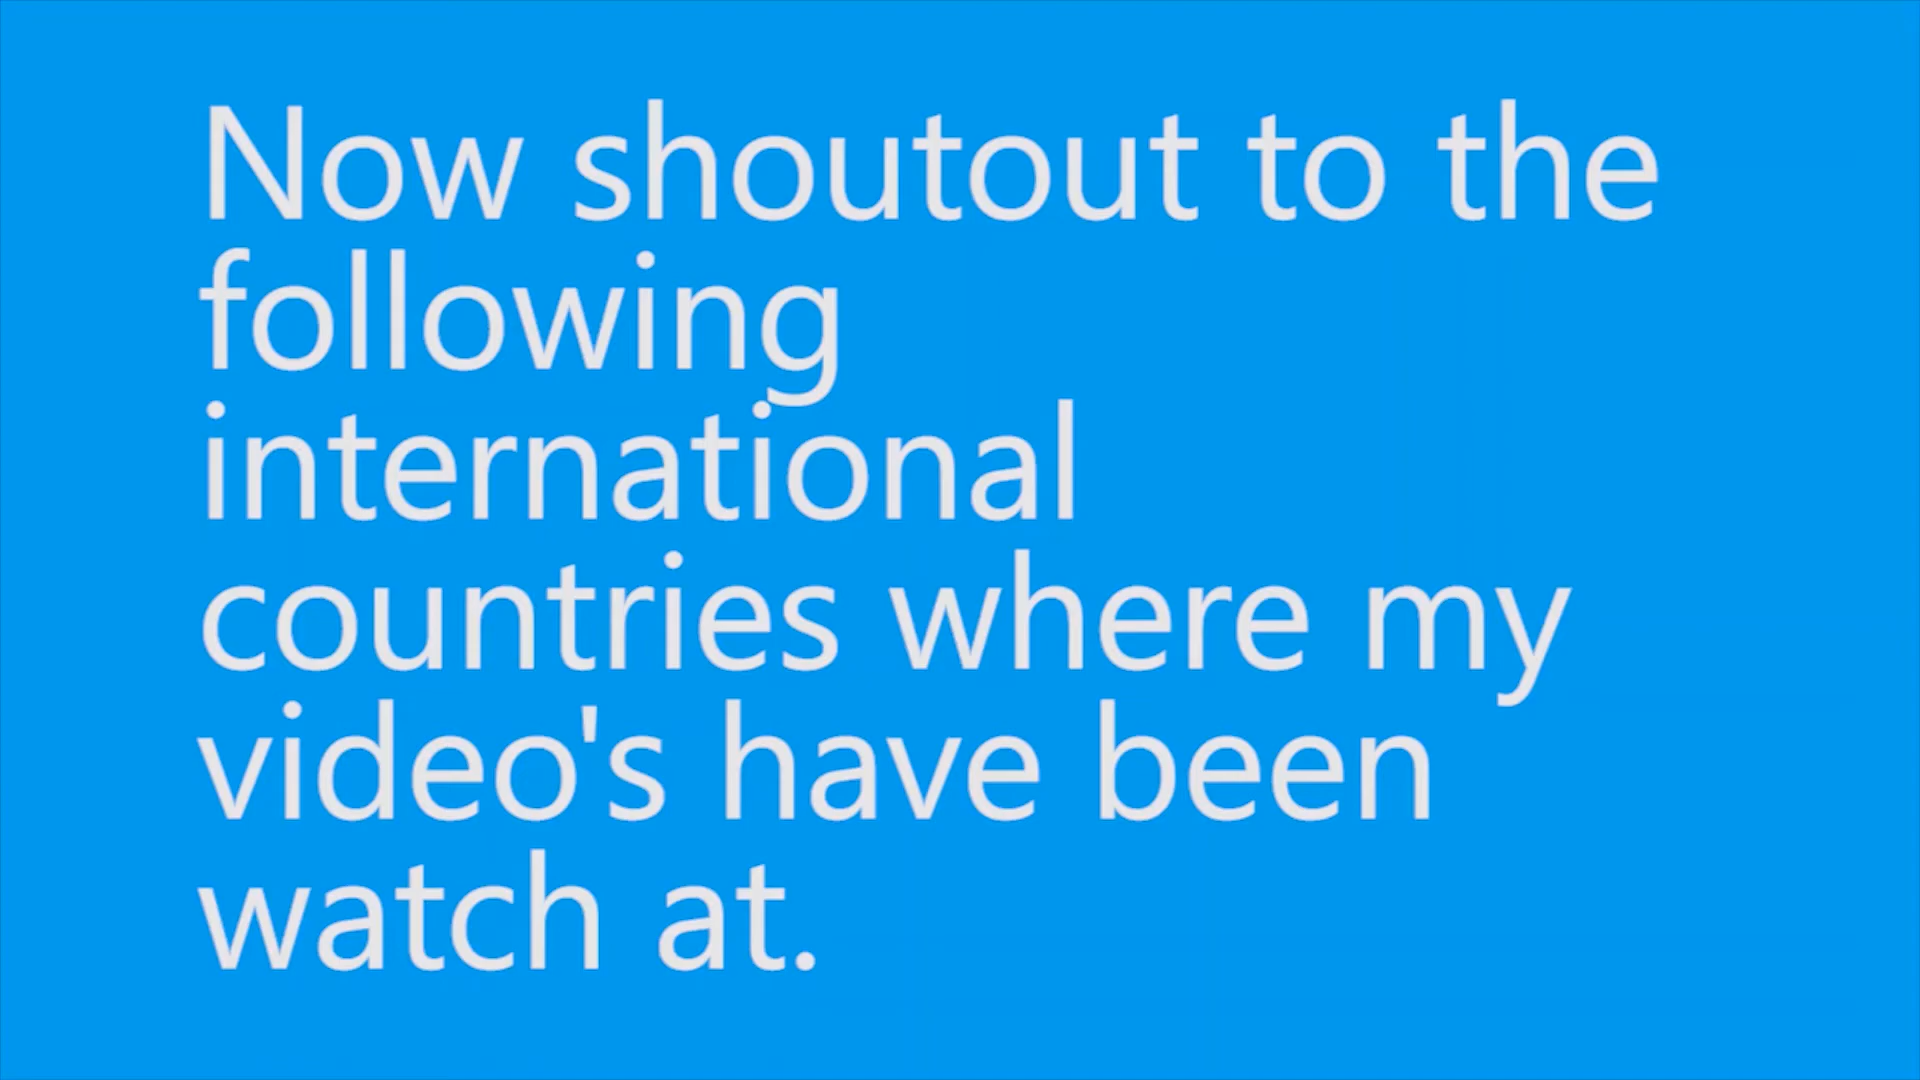 Now shoutout to the
following
international
countries where my
video's have been
watch at.